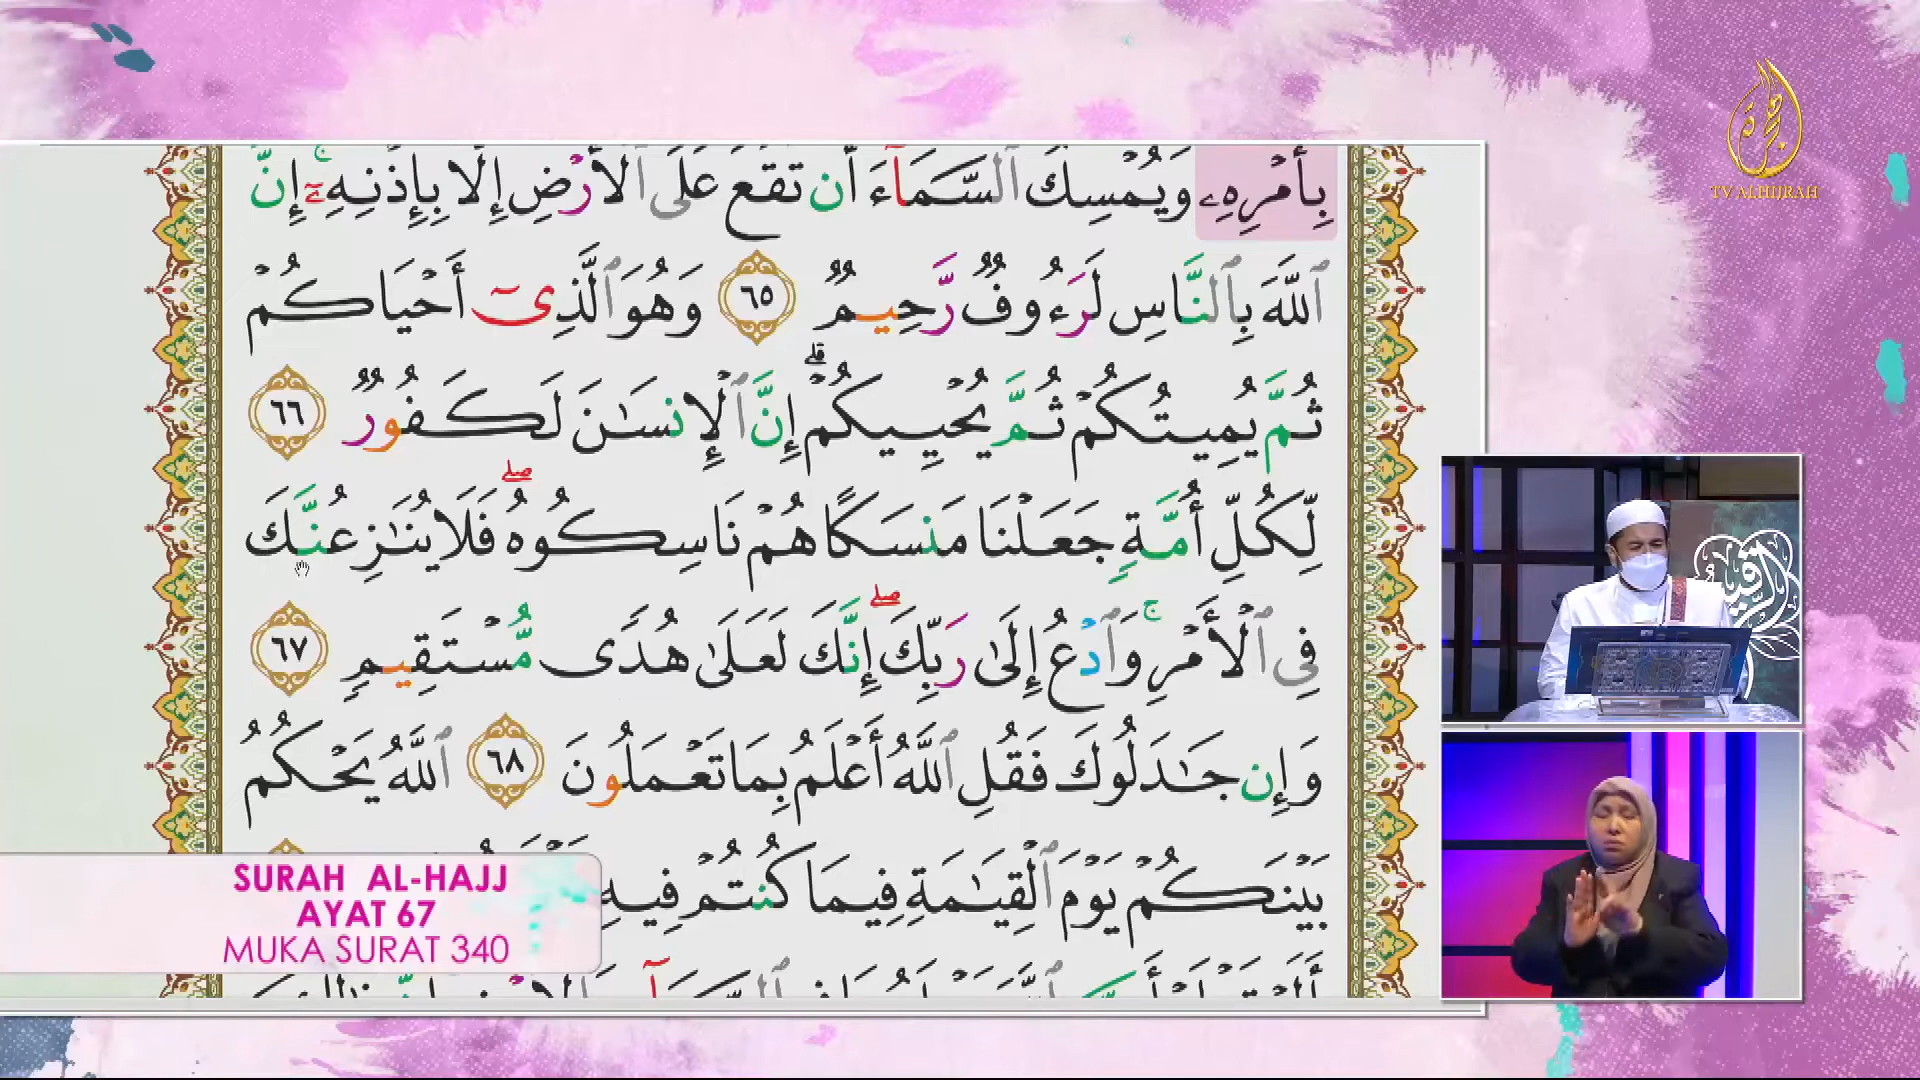 TV ALHIJRAH
بِأَمْرِهِۦ وَيُمْسِكُ ٱلسَّمَآءَ أَن تَقَعَ عَلَى ٱلْأَرْضِ إِلَّا بِإِذْنِهِۦٓ ۚ إِنَّ
ٱللَّهَ بِٱلنَّاسِ لَرَءُوفٌ رَّحِيمٌ ٦٥ وَهُوَ ٱلَّذِىٓ أَحْيَاكُمْ
ثُمَّ يُمِيتُكُمْ ثُمَّ يُحْيِيكُمْ ۗ إِنَّ ٱلْإِنسَـٰنَ لَكَفُورٌ ٦٦
لِّكُلِّ أُمَّةٍ جَعَلْنَا مَنسَكًا هُمْ نَاسِكُوهُ ۖ فَلَا يُنَـٰزِعُنَّكَ
فِى ٱلْأَمْرِ ۚ وَٱدْعُ إِلَىٰ رَبِّكَ ۖ إِنَّكَ لَعَلَىٰ هُدًى مُّسْتَقِيمٍ ٦٧
وَإِن جَـٰدَلُوكَ فَقُلِ ٱللَّهُ أَعْلَمُ بِمَا تَعْمَلُونَ ٦٨ ٱللَّهُ يَحْكُمُ
بَيْنَكُمْ يَوْمَ ٱلْقِيَـٰمَةِ فِيمَا كُنتُمْ فِيهِ
SURAH AL-HAJJ
AYAT 67
MUKA SURAT 340